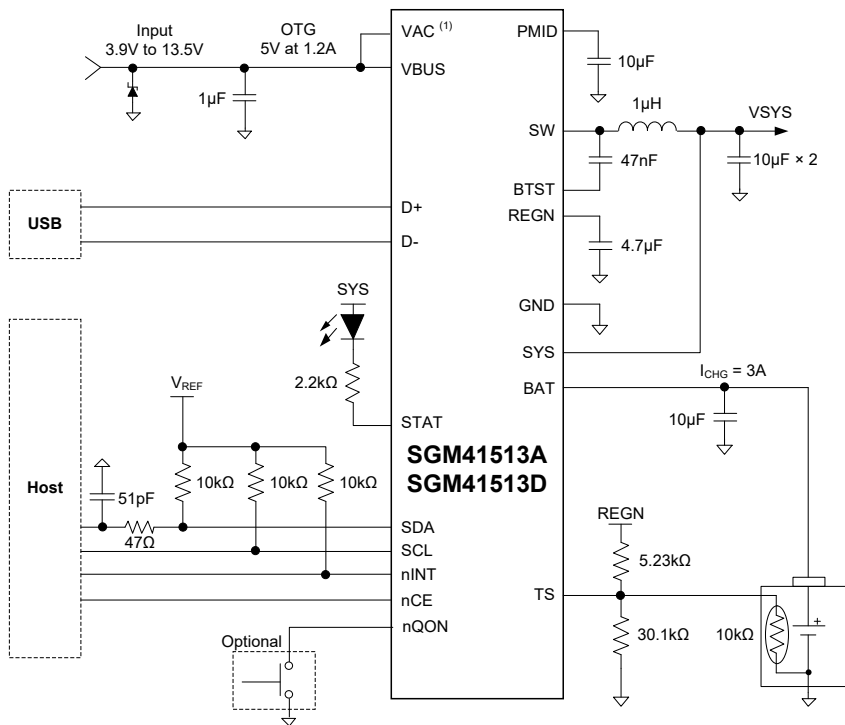 Input
3.9V to 13.5V
OTG
5V at 1.2A
1μF
VAC (1)
VBUS
PMID
10μF
1μH
VSYS
SW
47nF
10μF × 2
BTST
REGN
4.7μF
USB
D+
D-
GND
SYS
SYS
2.2kΩ
STAT
BAT
ICHG = 3A
10μF
VREF
SGM41513A
SGM41513D
Host
51pF
10kΩ
10kΩ
10kΩ
47Ω
SDA
SCL
nINT
nCE
nQON
Optional
REGN
5.23kΩ
TS
30.1kΩ
10kΩ
+